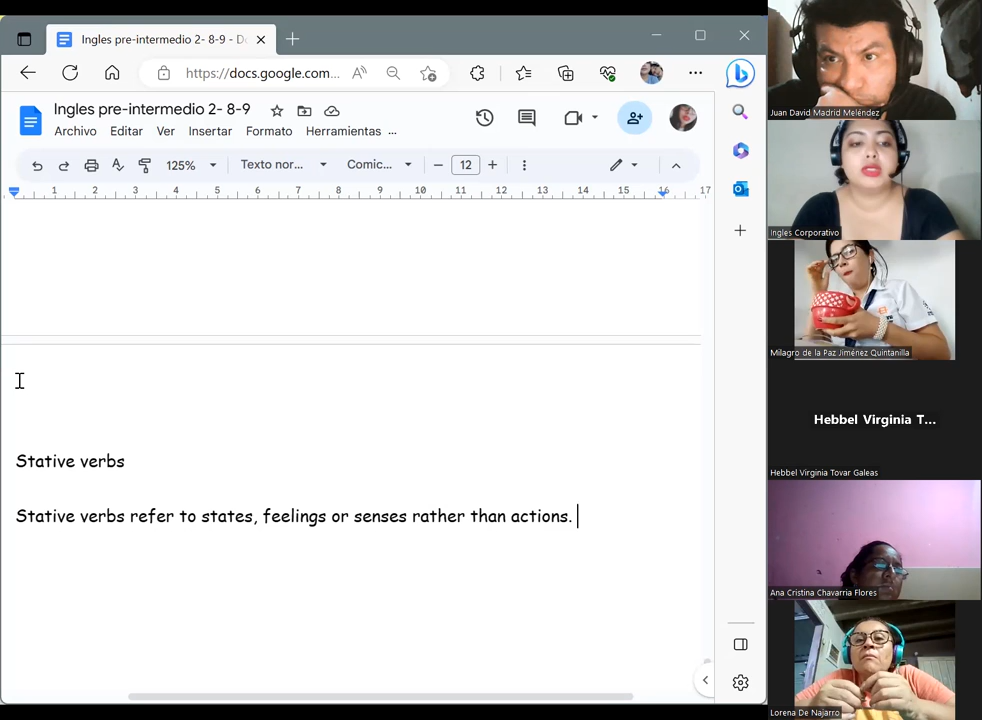 Ingles pre-intermedio 2- 8-9 - Do
https://docs.google.com...
Ingles pre-intermedio 2- 8-9
Archivo Editar Ver Insertar Formato Herramientas ...
125% Texto nor... Comic... 12
1 2 3 4 5 6 7 8 9 10 11 12 13 14 15 16 17
Stative verbs
Stative verbs refer to states, feelings or senses rather than actions.
Juan David Madrid Meléndez
Ingles Corporativo
Milagro de la Paz Jiménez Quintanilla
Hebbel Virginia T...
Hebbel Virginia Tovar Galeas
Ana Cristina Chavarria Flores
Lorena De Najarro